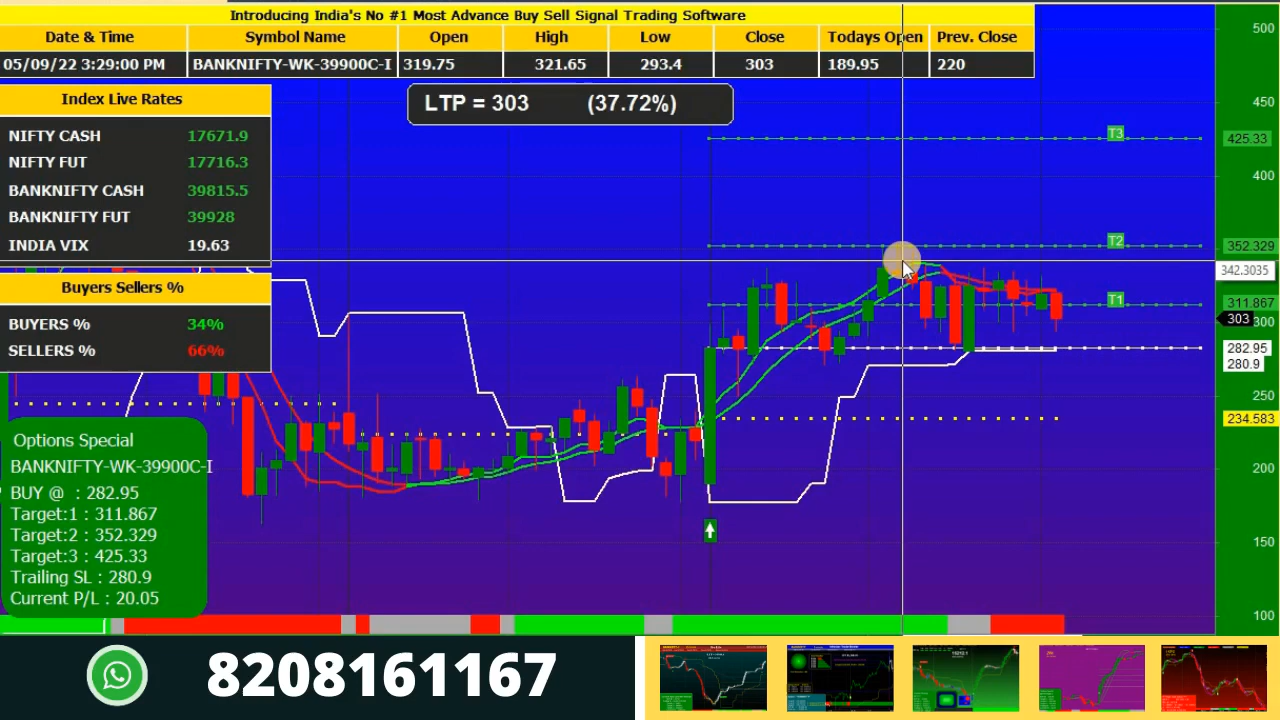 Introducing India's No #1 Most Advance Buy Sell Signal Trading Software
Date & Time Symbol Name Open High Low Close Todays Open Prev. Close
05/09/22 3:29:00 PM BANKNIFTY-WK-39900C-I 319.75 321.65 293.4 303 189.95 220
LTP = 303 (37.72%)
Index Live Rates
NIFTY CASH 17671.9
NIFTY FUT 17716.3
BANKNIFTY CASH 39815.5
BANKNIFTY FUT 39928
INDIA VIX 19.63
Buyers Sellers %
BUYERS % 34%
SELLERS % 66%
Options Special
BANKNIFTY-WK-39900C-I
BUY @ : 282.95
Target:1 : 311.867
Target:2 : 352.329
Target:3 : 425.33
Trailing SL : 280.9
Current P/L : 20.05
T3
T2
T1
500
450
425.33
400
352.329
342.3035
311.867
303
300
282.95
280.9
250
234.583
200
150
100
8208161167